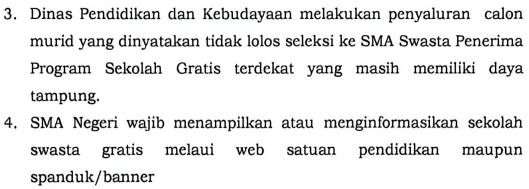 3. Dinas Pendidikan dan Kebudayaan melakukan penyaluran calon
murid yang dinyatakan tidak lolos seleksi ke SMA Swasta Penerima
Program Sekolah Gratis terdekat yang masih memiliki daya
tampung.
4. SMA Negeri wajib menampilkan atau menginformasikan sekolah
swasta gratis melaui web satuan pendidikan maupun
spanduk/banner